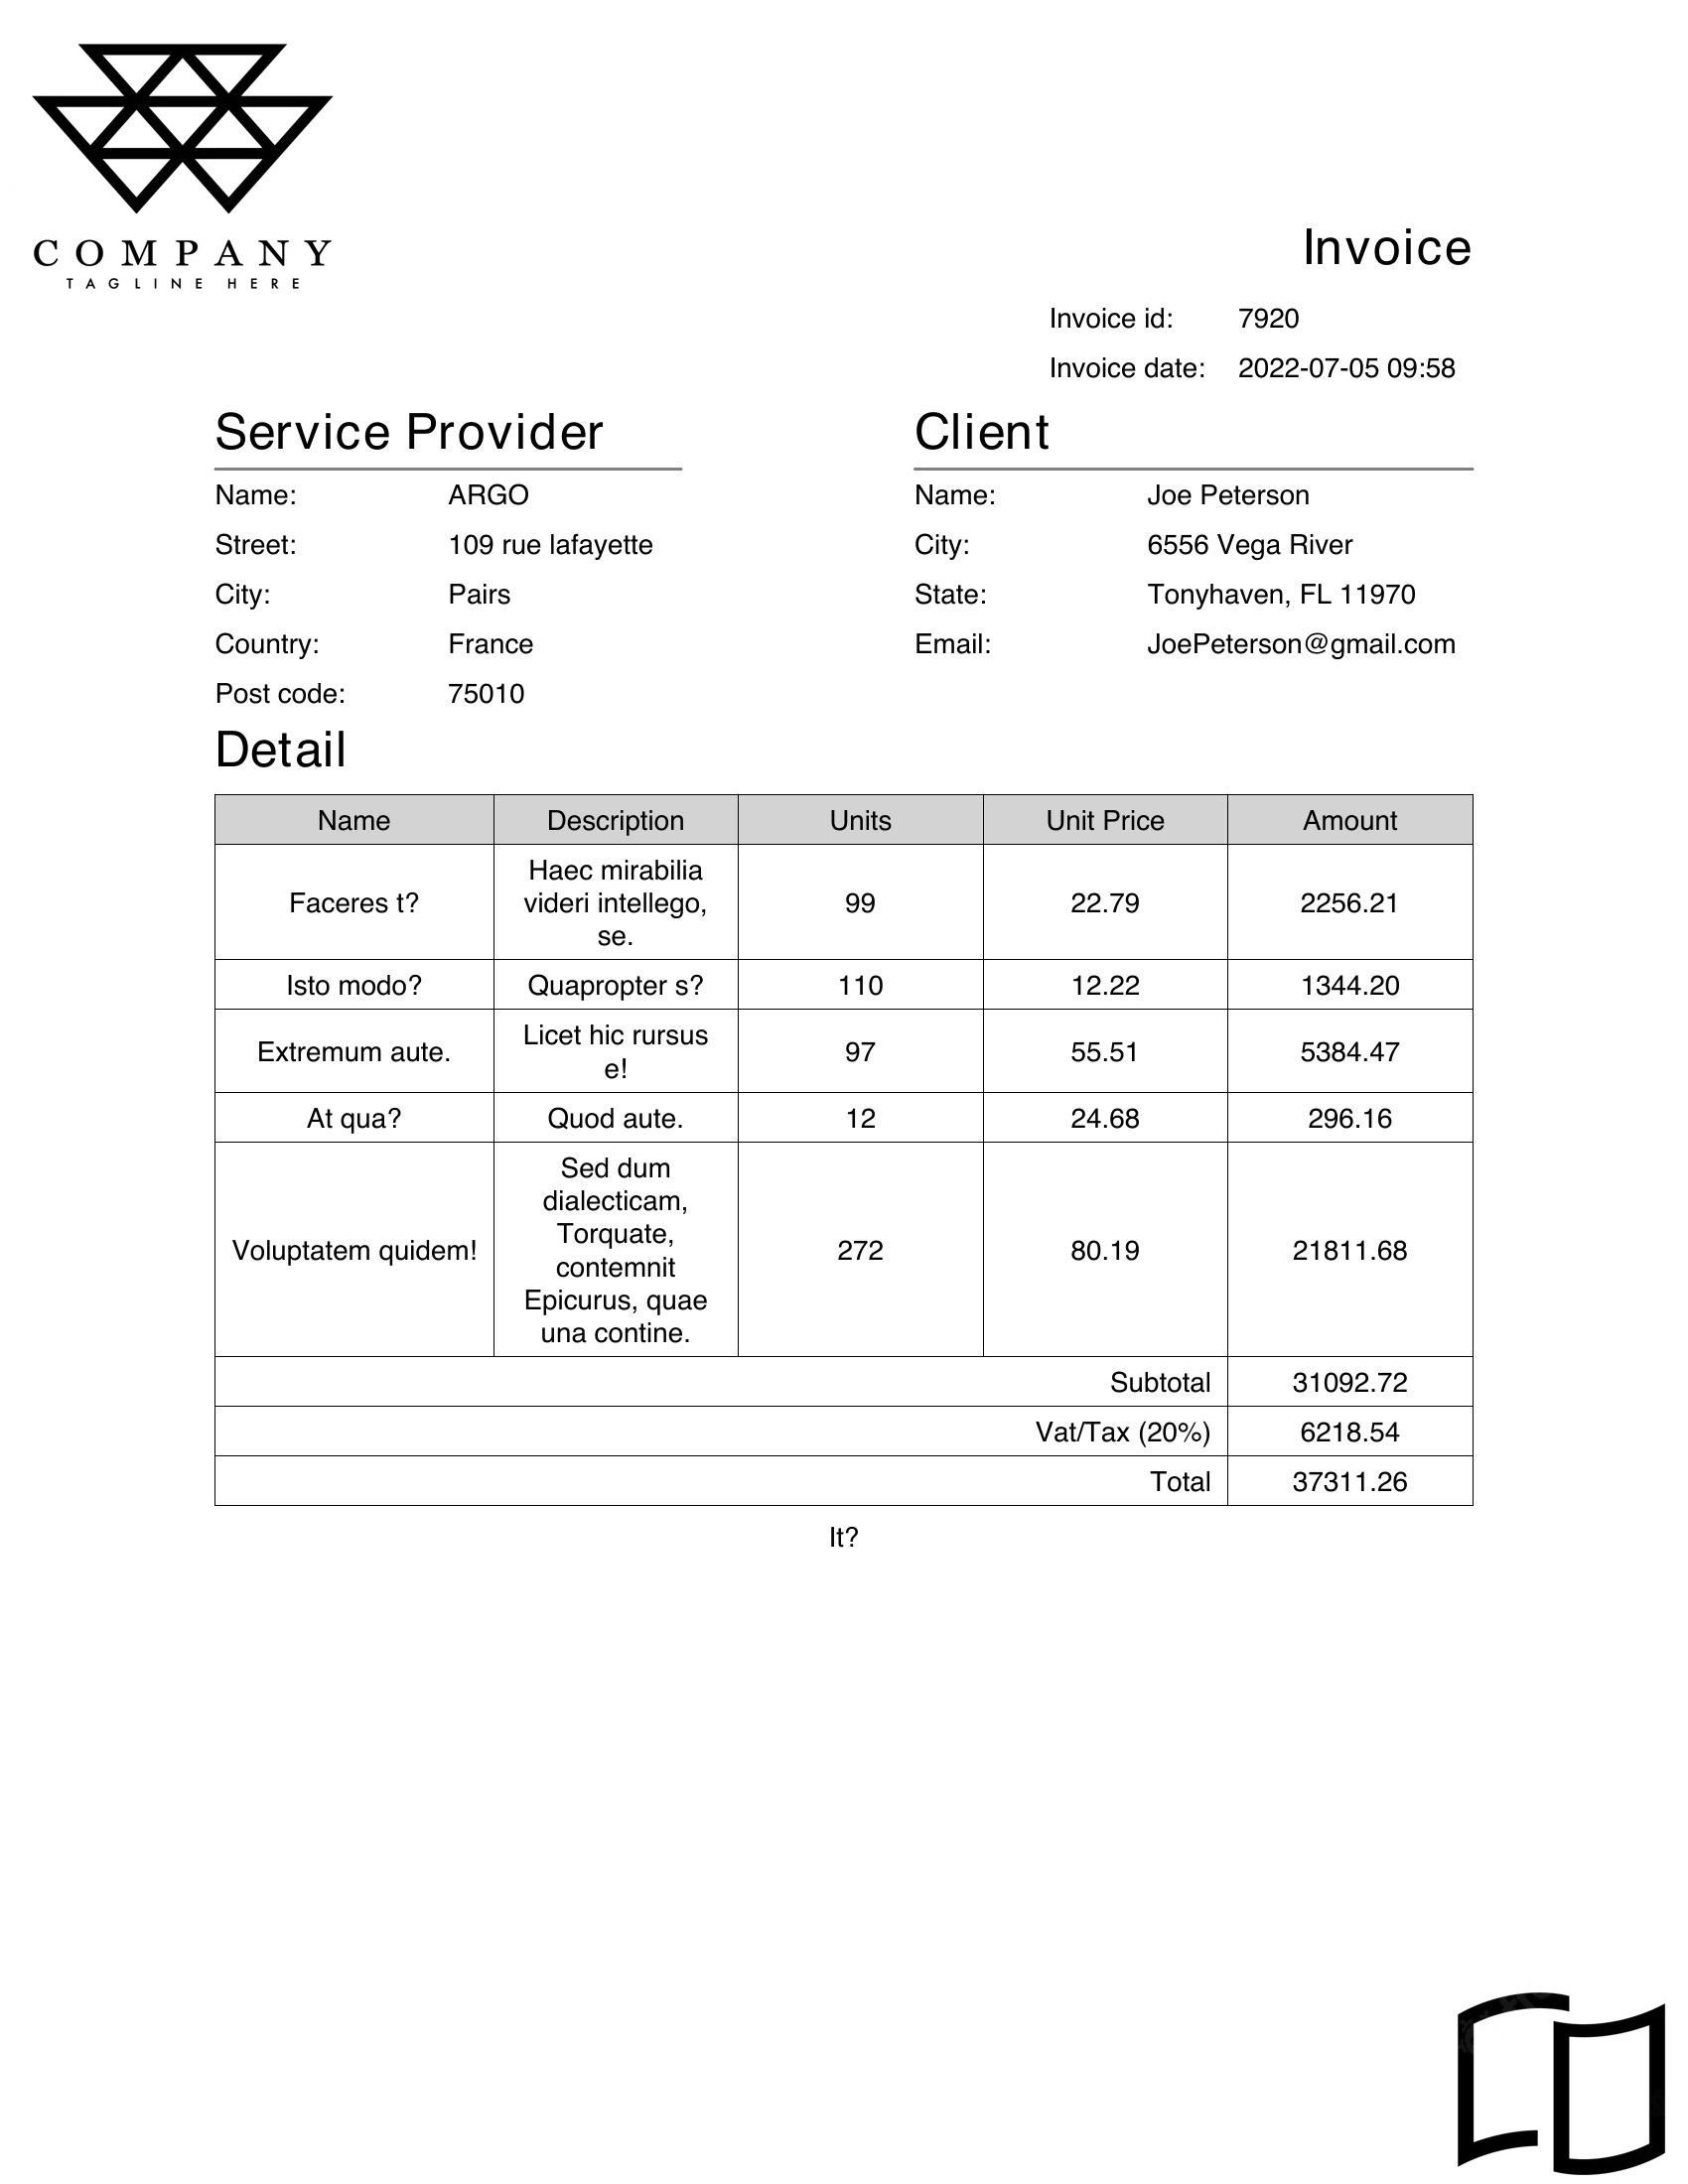 COMPANY
TAGLINE HERE
Invoice
Invoice id: 7920
Invoice date: 2022-07-05 09:58
Service Provider
Name: ARGO
Street: 109 rue lafayette
City: Pairs
Country: France
Post code: 75010
Client
Name: Joe Peterson
City: 6556 Vega River
State: Tonyhaven, FL 11970
Email: JoePeterson@gmail.com
Detail
Name Description Units Unit Price Amount
Faceres t? Haec mirabilia
videri intellego,
se. 99 22.79 2256.21
Isto modo? Quapropter s? 110 12.22 1344.20
Extremum aute. Licet hic rursus
e! 97 55.51 5384.47
At qua? Quod aute. 12 24.68 296.16
Voluptatem quidem! Sed dum
dialecticam,
Torquate,
contemnit
Epicurus, quae
una contine. 272 80.19 21811.68
Subtotal 31092.72
Vat/Tax (20%) 6218.54
Total 37311.26
It?